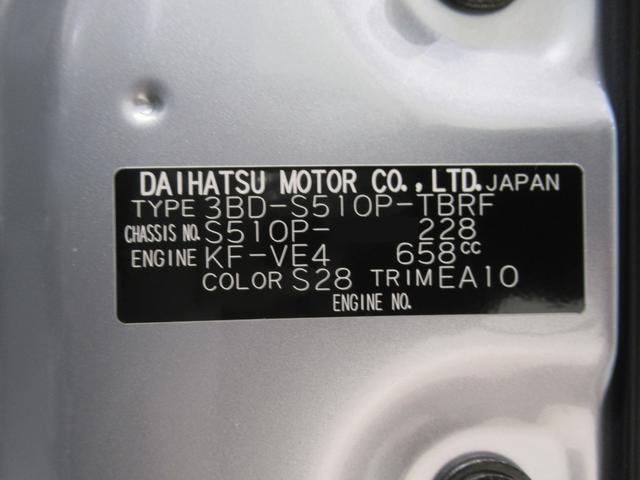 DAIHATSU MOTOR CO.,LTD. JAPAN
TYPE 3BD-S510P-TBRF
CHASSIS NO. S510P- 228
ENGINE KF-VE4 658cc
COLOR S28 TRIM EA10
ENGINE NO.